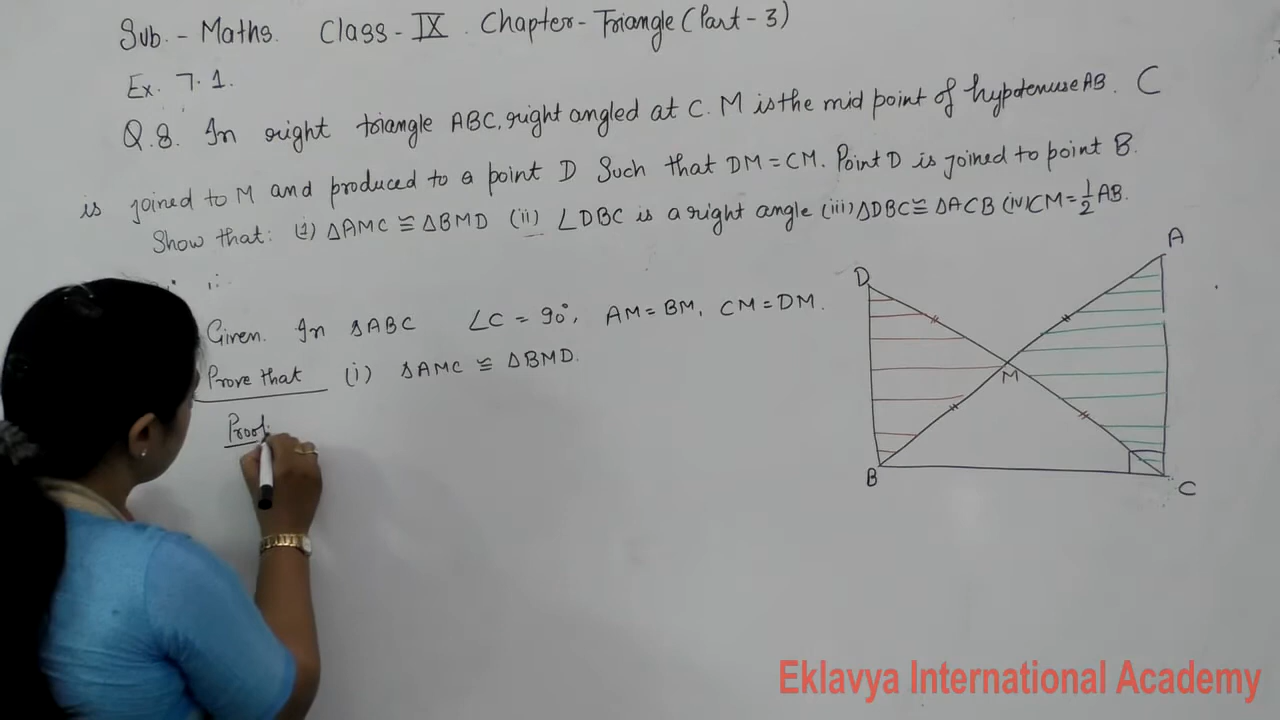 Sub. - Maths. Class - IX. Chapter - Triangle (Part - 3)
Ex. 7.1.
Q.8. In right triangle ABC, right angled at C. M is the mid point of hypotenuse AB. C
is joined to M and produced to a point D Such that DM = CM. Point D is joined to point B.
Show that: (i) ΔAMC ≅ ΔBMD (ii) ∠DBC is a right angle (iii) ΔDBC ≅ ΔACB (iv) CM = 1/2 AB.
Given. In ΔABC ∠C = 90°, AM = BM, CM = DM.
Prove that (i) ΔAMC ≅ ΔBMD.
Proof:
A
D
M
B
C
Eklavya International Academy